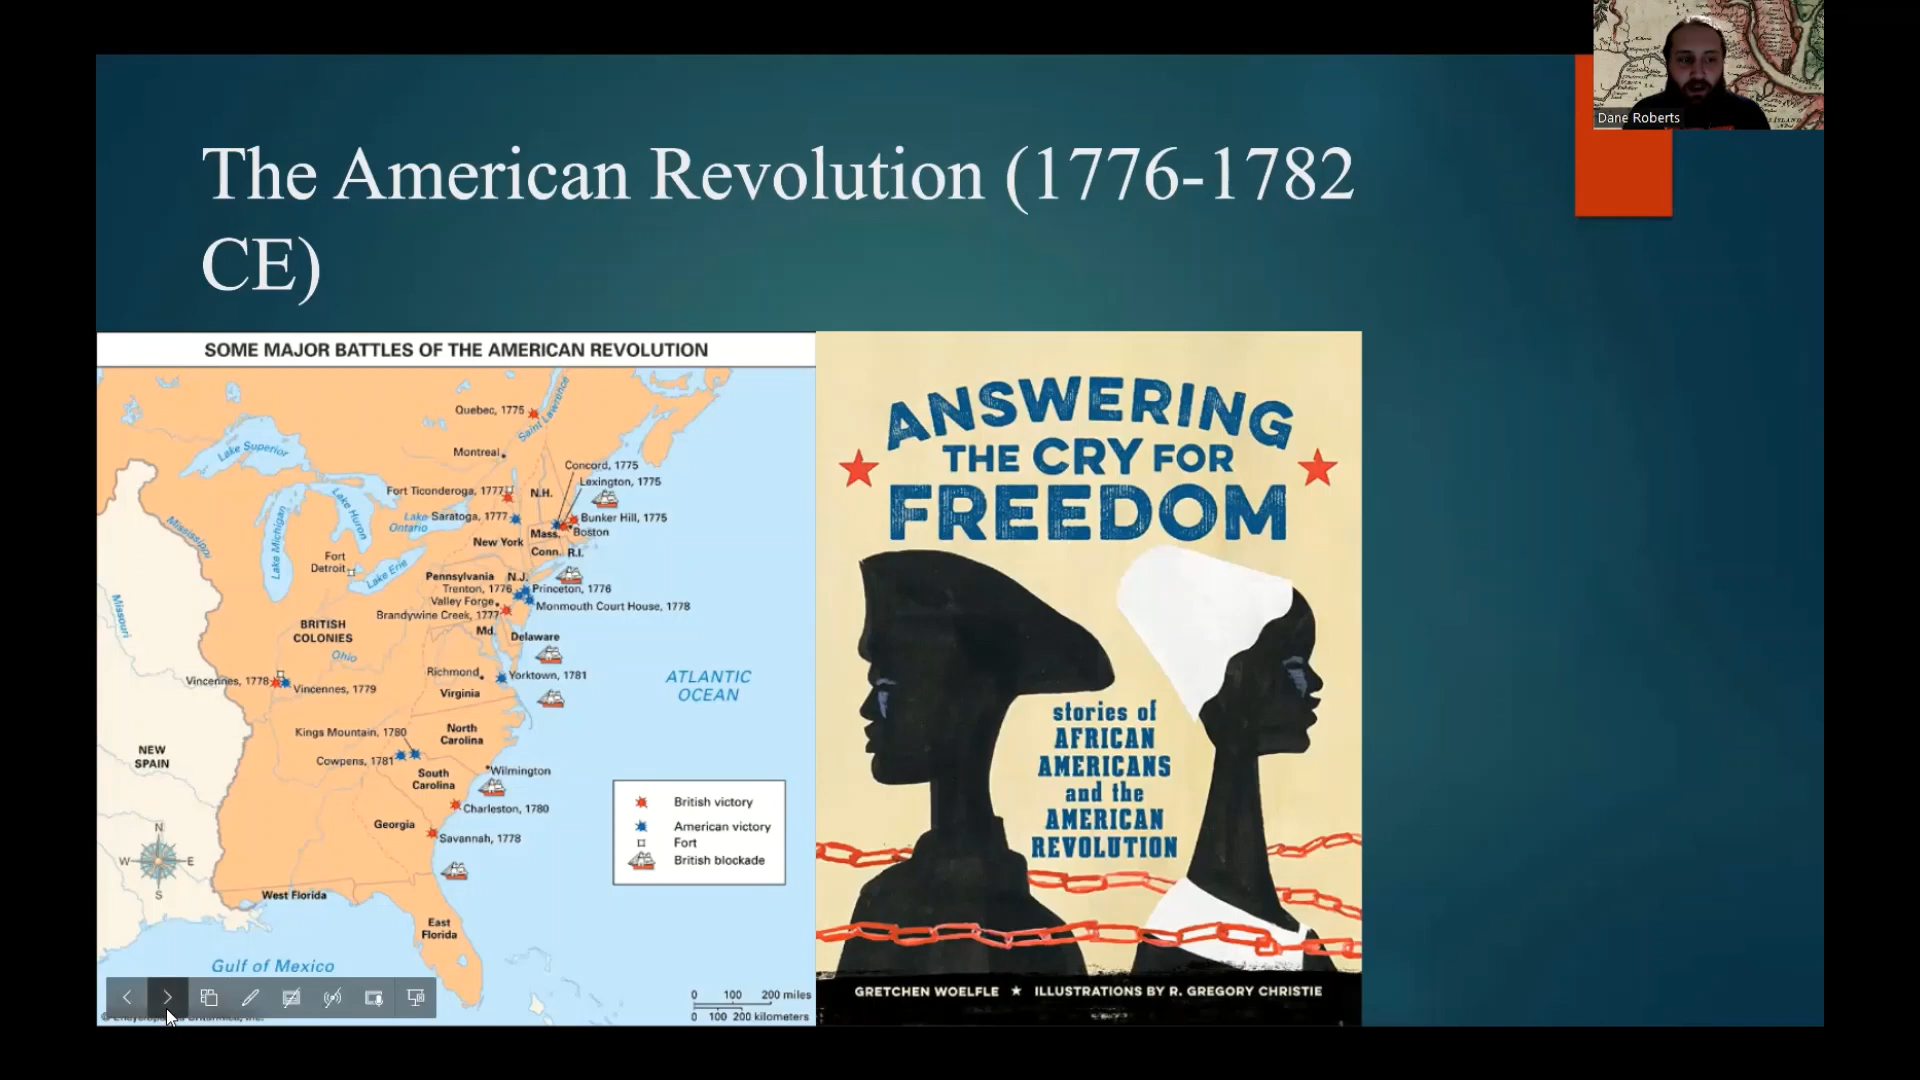 Dane Roberts
The American Revolution (1776-1782
CE)
SOME MAJOR BATTLES OF THE AMERICAN REVOLUTION
Quebec, 1775
Saint Lawrence
Lake Superior
Montreal
Concord, 1775
Lexington, 1775
Fort Ticonderoga, 1777
N.H.
Lake Huron
Lake Michigan
Mississippi
Lake
Ontario
Saratoga, 1777
Bunker Hill, 1775
Mass.
Boston
New York
Conn.
R.I.
Fort
Detroit
Lake Erie
Pennsylvania
N.J.
Trenton, 1776
Princeton, 1776
Valley Forge
Monmouth Court House, 1778
Brandywine Creek, 1777
Missouri
BRITISH
COLONIES
Md.
Delaware
Ohio
Richmond
Yorktown, 1781
Vincennes, 1778
Vincennes, 1779
Virginia
ATLANTIC
OCEAN
Kings Mountain, 1780
North
Carolina
NEW
SPAIN
Cowpens, 1781
Wilmington
South
Carolina
Charleston, 1780
Georgia
Savannah, 1778
N
W
E
S
British victory
American victory
Fort
British blockade
West Florida
East
Florida
Gulf of Mexico
0 100 200 miles
0 100 200 kilometers
ANSWERING
THE CRY FOR
FREEDOM
stories of
AFRICAN
AMERICANS
and the
AMERICAN
REVOLUTION
GRETCHEN WOELFLE ★ ILLUSTRATIONS BY R. GREGORY CHRISTIE